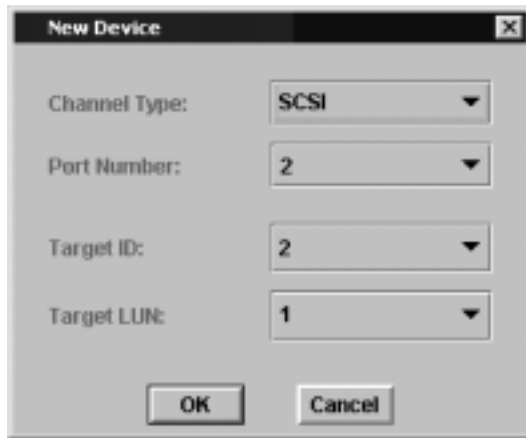 New Device
Channel Type: SCSI
Port Number: 2
Target ID: 2
Target LUN: 1
OK Cancel